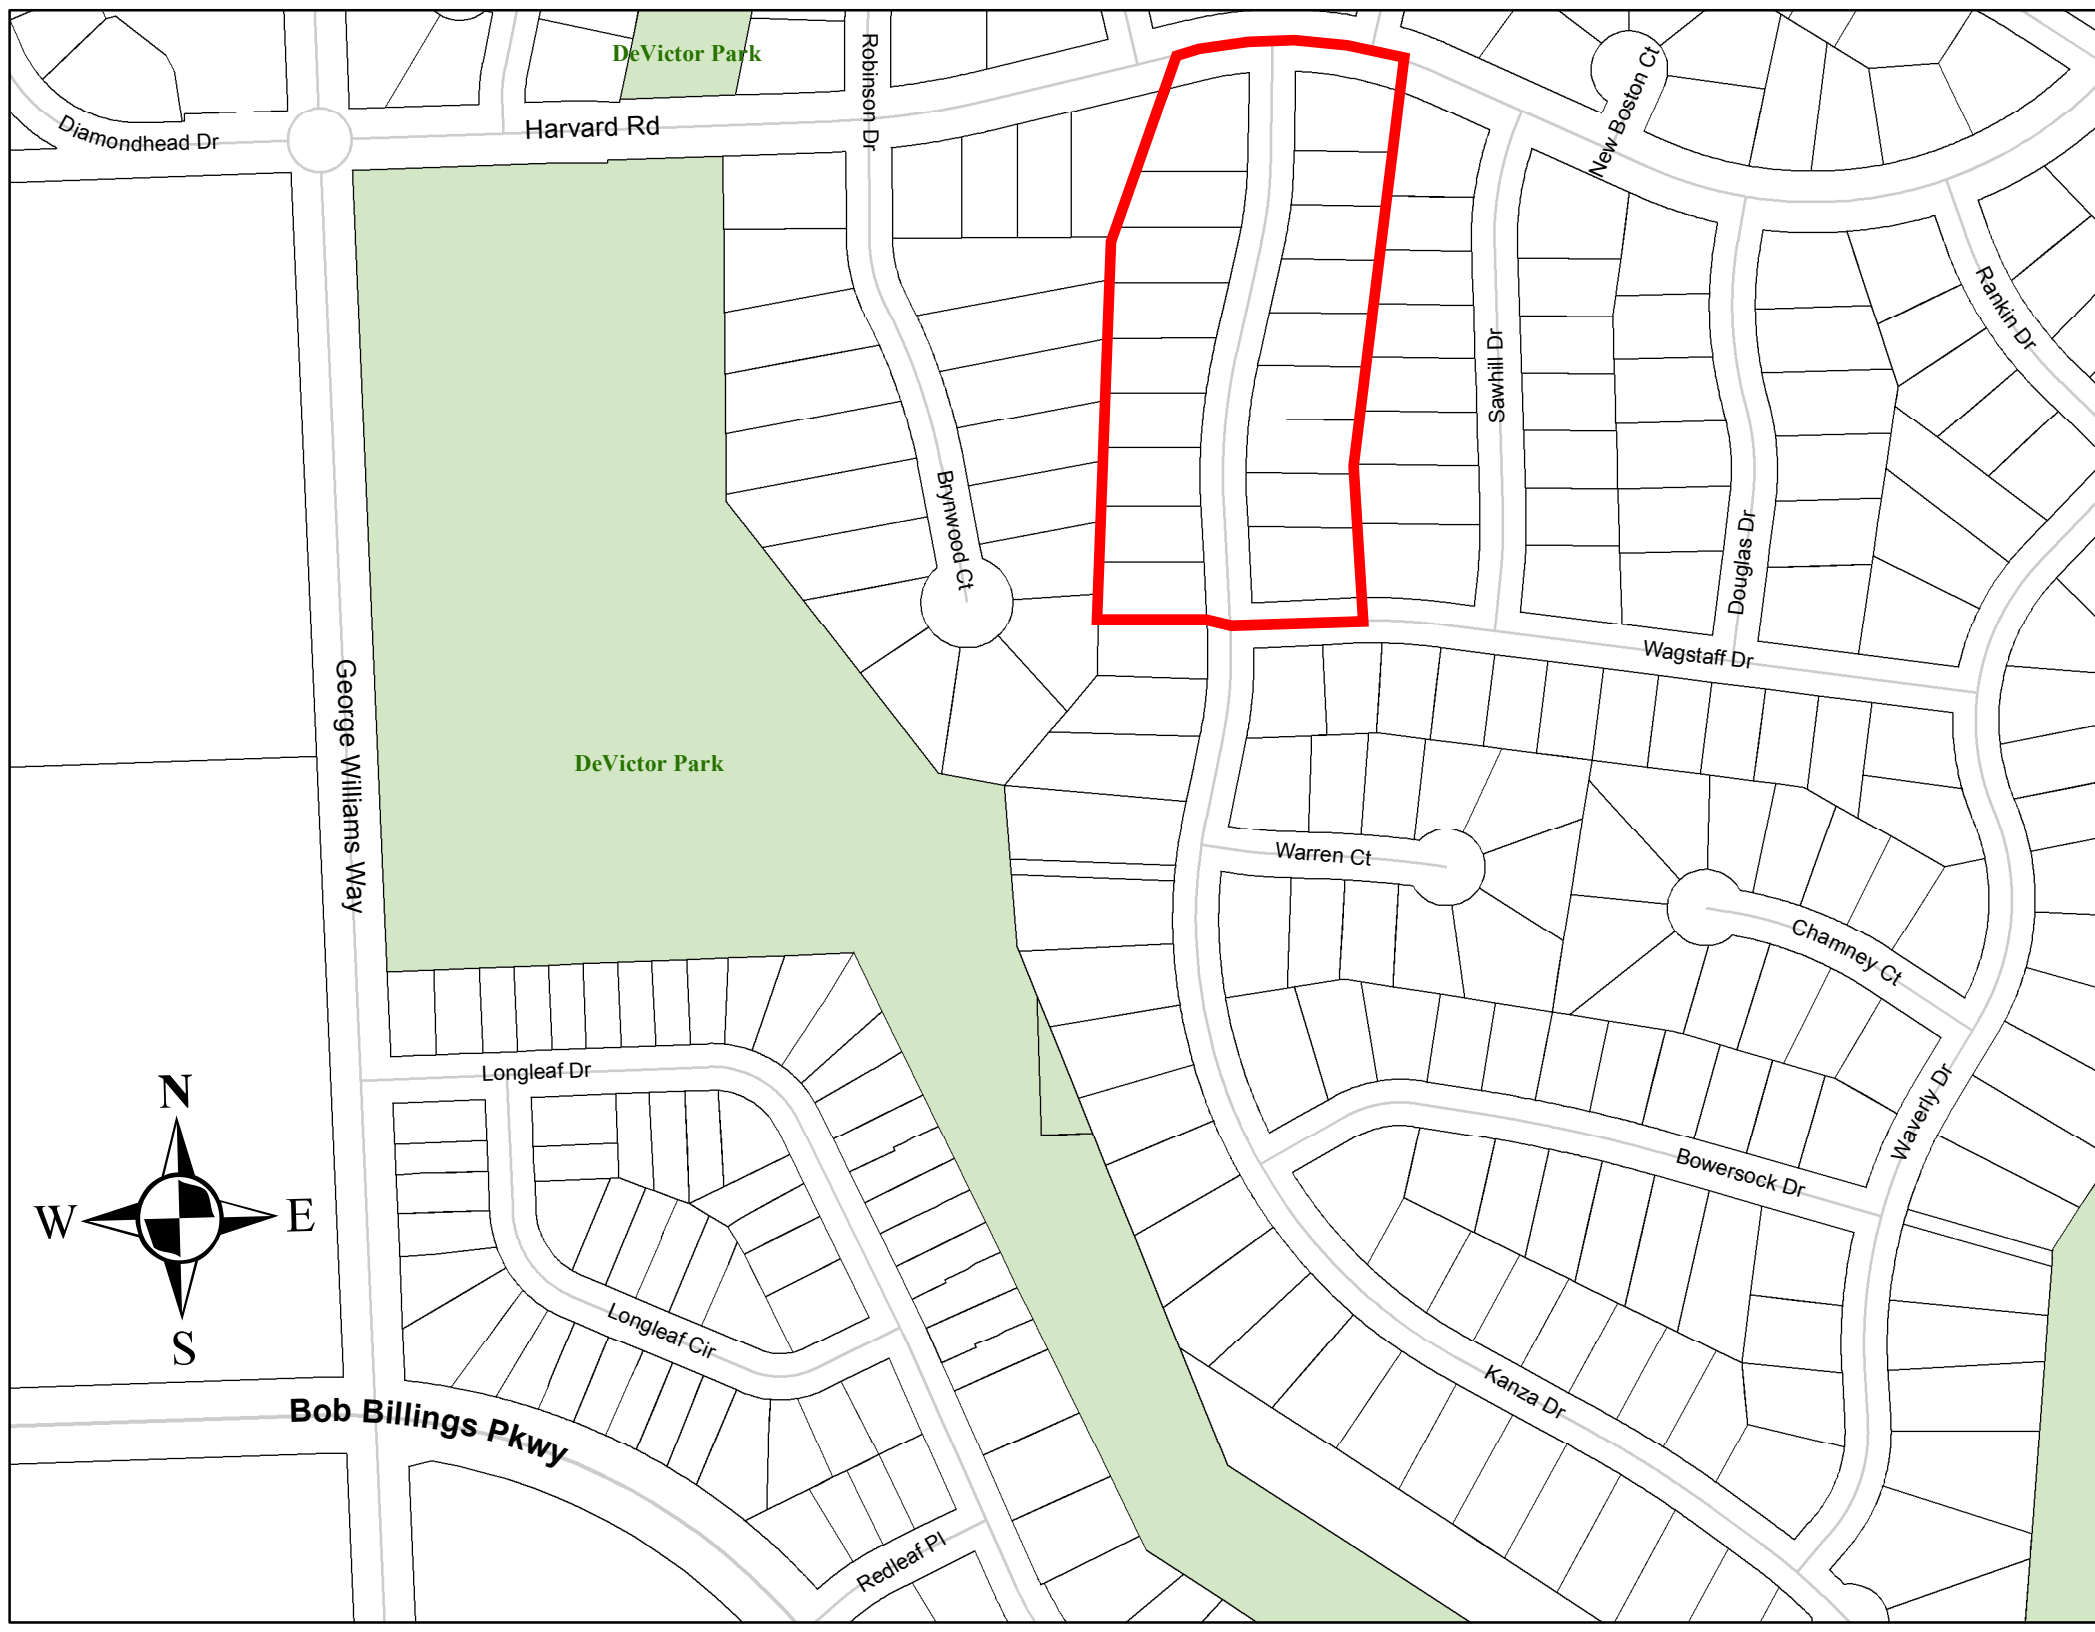 DeVictor Park
Robinson Dr
New Boston Ct
Diamondhead Dr
Harvard Rd
Rankin Dr
Sawhill Dr
Brynwood Ct
Douglas Dr
Wagstaff Dr
George Williams Way
DeVictor Park
Warren Ct
Chamney Ct
Longleaf Dr
Waverly Dr
N
W
E
S
Bowersock Dr
Longleaf Cir
Kanza Dr
Bob Billings Pkwy
Redleaf Pl